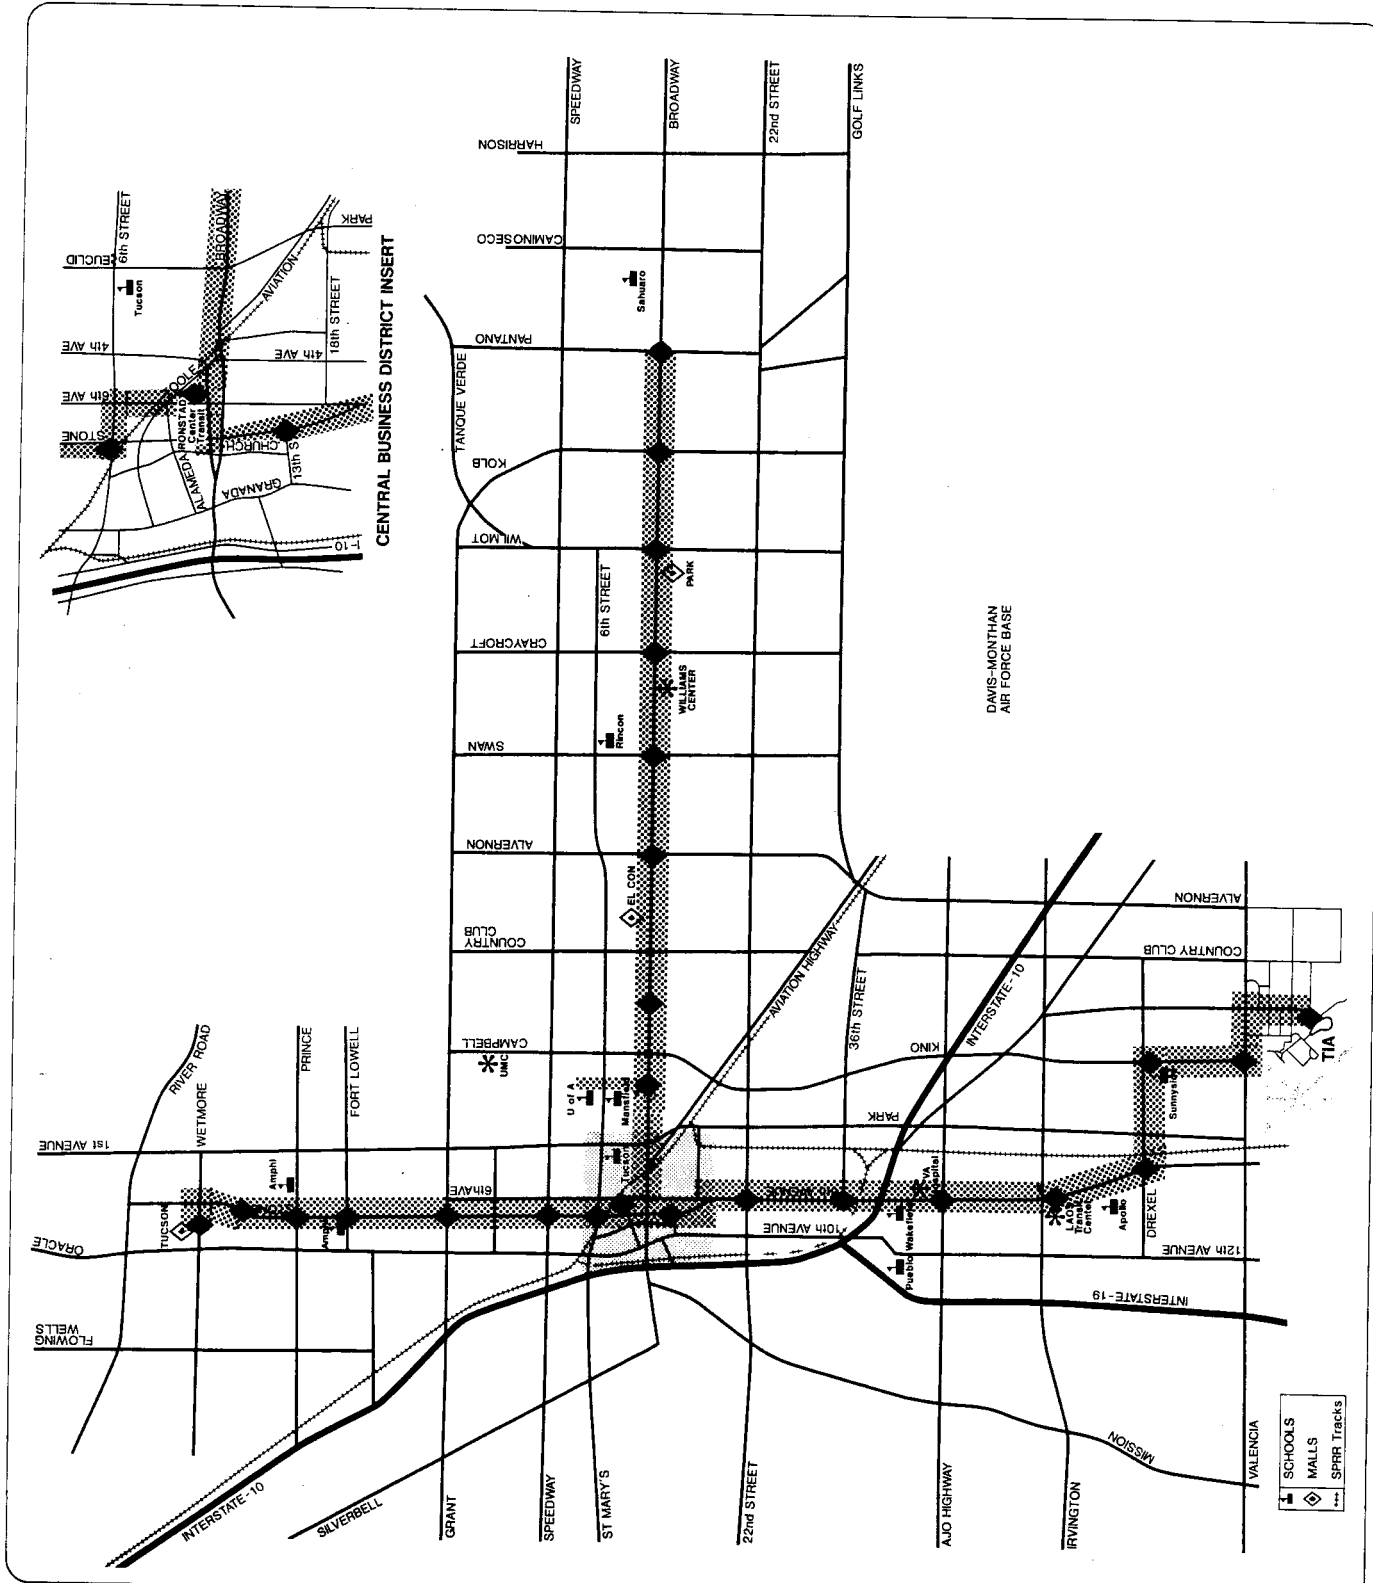 SPEEDWAY
BROADWAY
22nd STREET
GOLF LINKS
HARRISON
CAMINOSECO
PANTANO
TANQUE VERDE
KOLB
WILMOT
CRAYCROFT
SWAN
ALVERNON
COUNTRY
CLUB
CAMPBELL
6th STREET
Sahuaro
PARK
WILLIAMS
CENTER
Rincon
EL CON
UMC
U of A
Mansfield
Tucson
DAVIS-MONTHAN
AIR FORCE BASE
AVIATION HIGHWAY
36th STREET
INTERSTATE-10
KINO
PARK
ALVERNON
COUNTRY CLUB
TIA
Sunnyside
DREXEL
Apollo
LAOS
Transit
Center
VA
Hospital
Wakefield
Pueblo
10th AVENUE
12th AVENUE
INTERSTATE-19
MISSION
VALENCIA
IRVINGTON
AJO HIGHWAY
22nd STREET
ST MARY'S
SPEEDWAY
GRANT
SILVERBELL
INTERSTATE-10
FLOWING
WELLS
ORACLE
TUCSON
1st AVENUE
6th AVE
WETMORE
RIVER ROAD
PRINCE
FORT LOWELL
Amphi
Amphi
CENTRAL BUSINESS DISTRICT INSERT
6th STREET
EUCLID
Tucson
4th AVE
6th AVE
STONE
BROADWAY
AVIATION
PARK
18th STREET
4th AVE
TOOLE
RONSTADT
Center
Transit
ALAMEDA
CHURCH
13th S
GRANADA
I-10
SCHOOLS
MALLS
SPRR Tracks